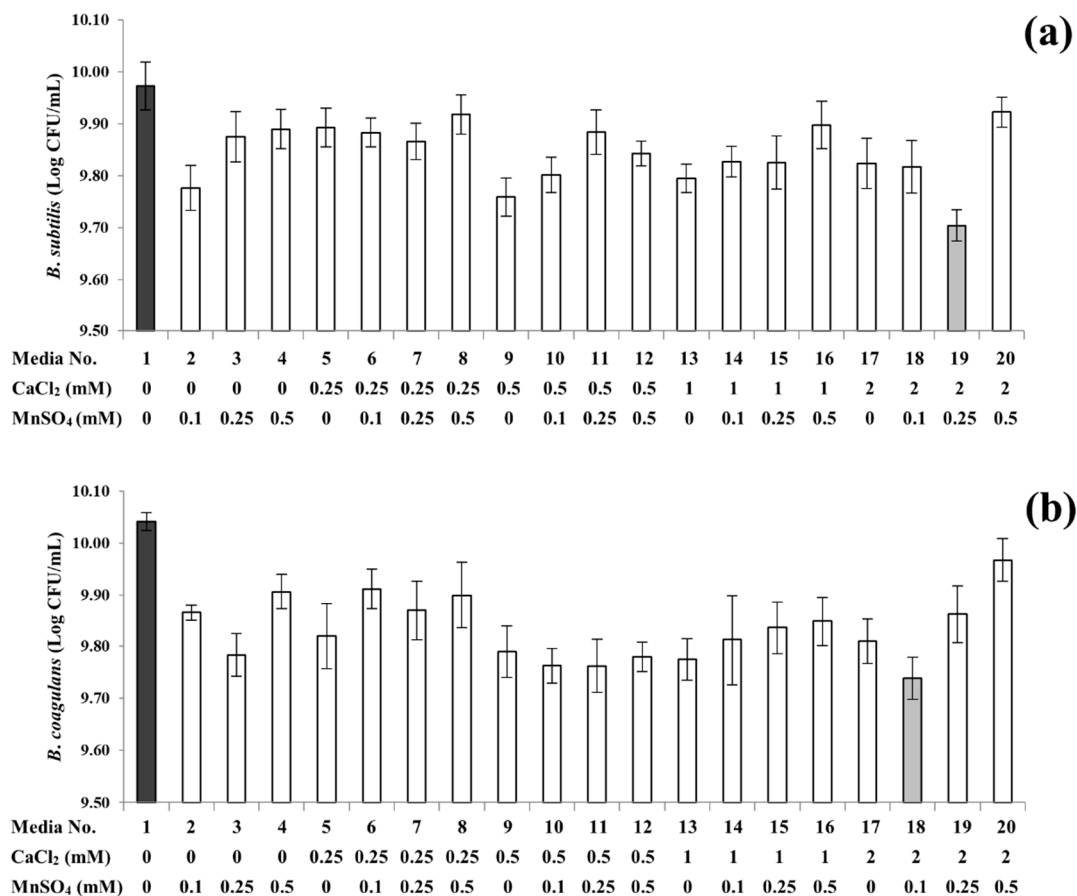 (a)
B. subtilis (Log CFU/mL)
10.10
10.00
9.90
9.80
9.70
9.60
9.50
Media No. 1 2 3 4 5 6 7 8 9 10 11 12 13 14 15 16 17 18 19 20
CaCl₂ (mM) 0 0 0 0 0.25 0.25 0.25 0.25 0.5 0.5 0.5 0.5 1 1 1 1 2 2 2 2
MnSO₄ (mM) 0 0.1 0.25 0.5 0 0.1 0.25 0.5 0 0.1 0.25 0.5 0 0.1 0.25 0.5 0 0.1 0.25 0.5
(b)
B. coagulans (Log CFU/mL)
10.10
10.00
9.90
9.80
9.70
9.60
9.50
Media No. 1 2 3 4 5 6 7 8 9 10 11 12 13 14 15 16 17 18 19 20
CaCl₂ (mM) 0 0 0 0 0.25 0.25 0.25 0.25 0.5 0.5 0.5 0.5 1 1 1 1 2 2 2 2
MnSO₄ (mM) 0 0.1 0.25 0.5 0 0.1 0.25 0.5 0 0.1 0.25 0.5 0 0.1 0.25 0.5 0 0.1 0.25 0.5